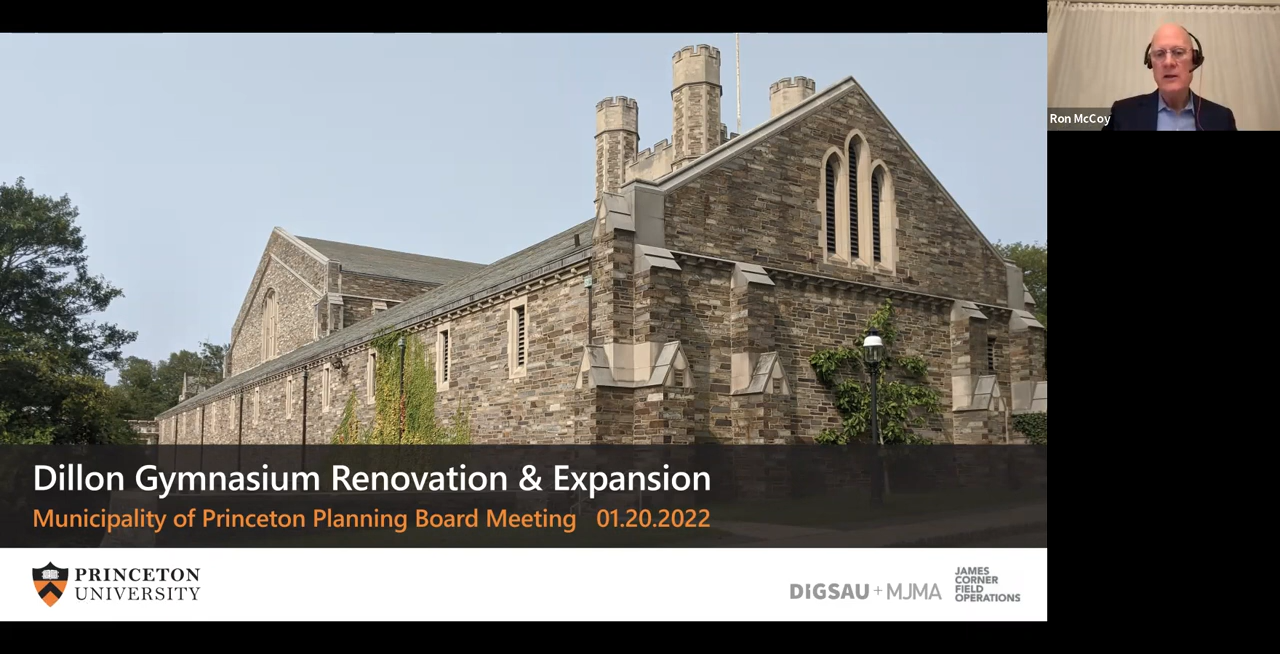 Ron McCoy
Dillon Gymnasium Renovation & Expansion
Municipality of Princeton Planning Board Meeting 01.20.2022
PRINCETON
UNIVERSITY
DIGSAU + MJMA
JAMES
CORNER
FIELD
OPERATIONS